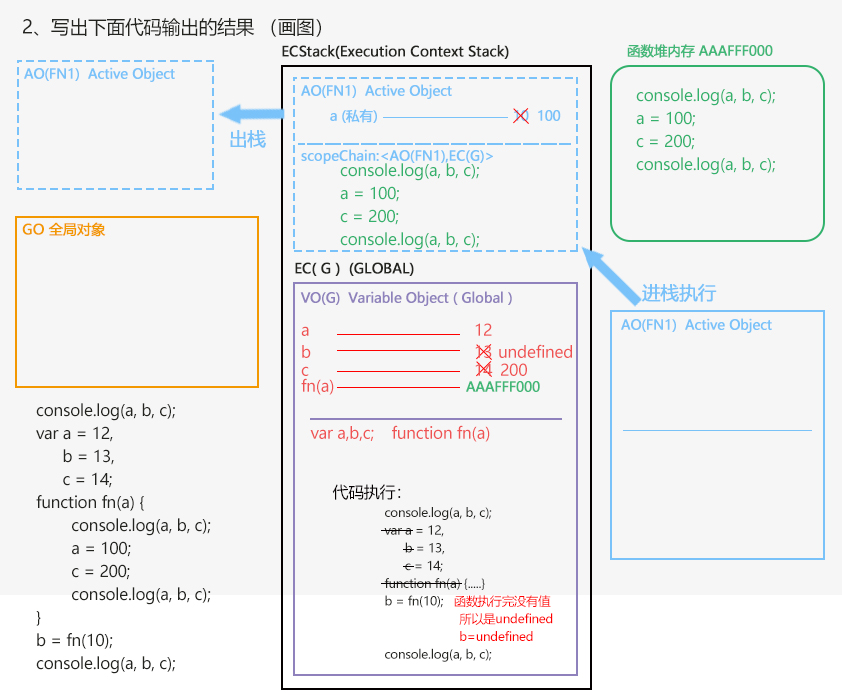 2、写出下面代码输出的结果 （画图）
ECStack(Execution Context Stack)
函数堆内存 AAAFFF000
AO(FN1) Active Object
出栈
AO(FN1) Active Object
a (私有) 10 100
scopeChain:<AO(FN1),EC(G)>
console.log(a, b, c);
a = 100;
c = 200;
console.log(a, b, c);
console.log(a, b, c);
a = 100;
c = 200;
console.log(a, b, c);
GO 全局对象
EC( G ) (GLOBAL)
VO(G) Variable Object ( Global )
a 12
b 13 undefined
c 14 200
fn(a) AAAFFF000
var a,b,c; function fn(a)
代码执行：
console.log(a, b, c);
var a = 12,
b = 13,
c = 14;
function fn(a) {.....}
b = fn(10); 函数执行完没有值
所以是undefined
b=undefined
console.log(a, b, c);
进栈执行
AO(FN1) Active Object
console.log(a, b, c);
var a = 12,
b = 13,
c = 14;
function fn(a) {
console.log(a, b, c);
a = 100;
c = 200;
console.log(a, b, c);
}
b = fn(10);
console.log(a, b, c);